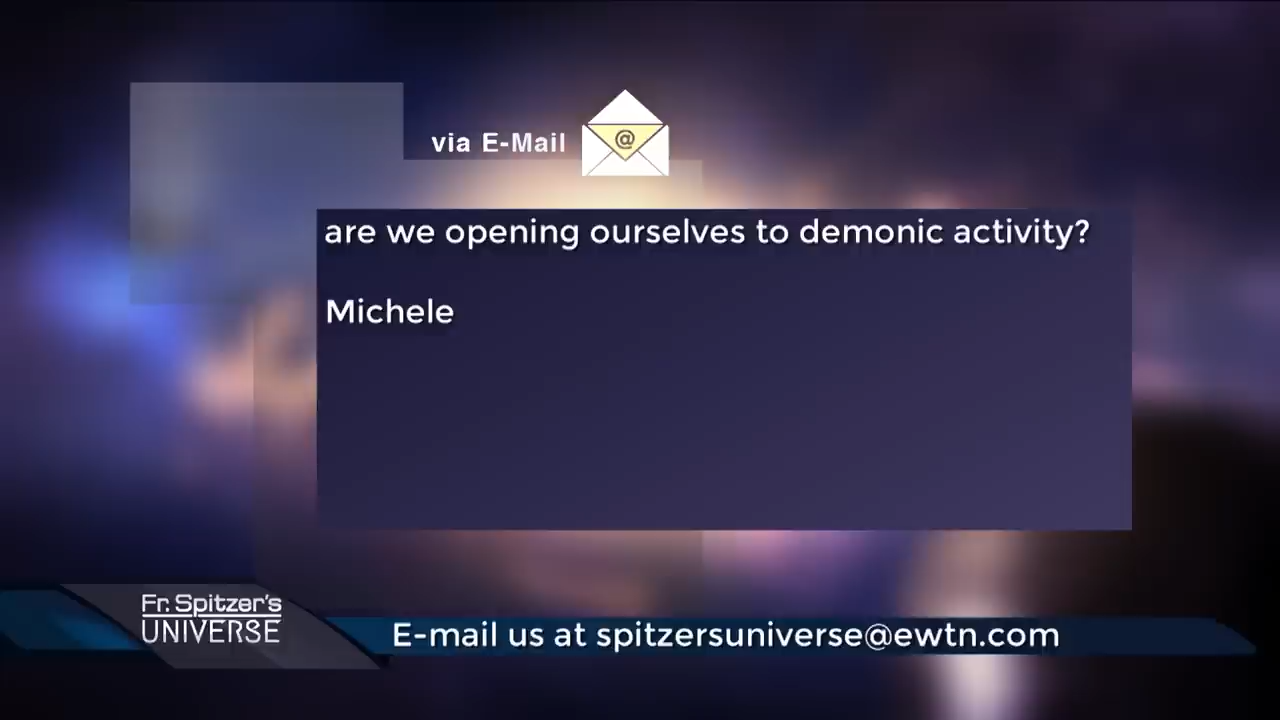 via E-Mail
@
are we opening ourselves to demonic activity?
Michele
Fr. Spitzer's
UNIVERSE
E-mail us at spitzersuniverse@ewtn.com